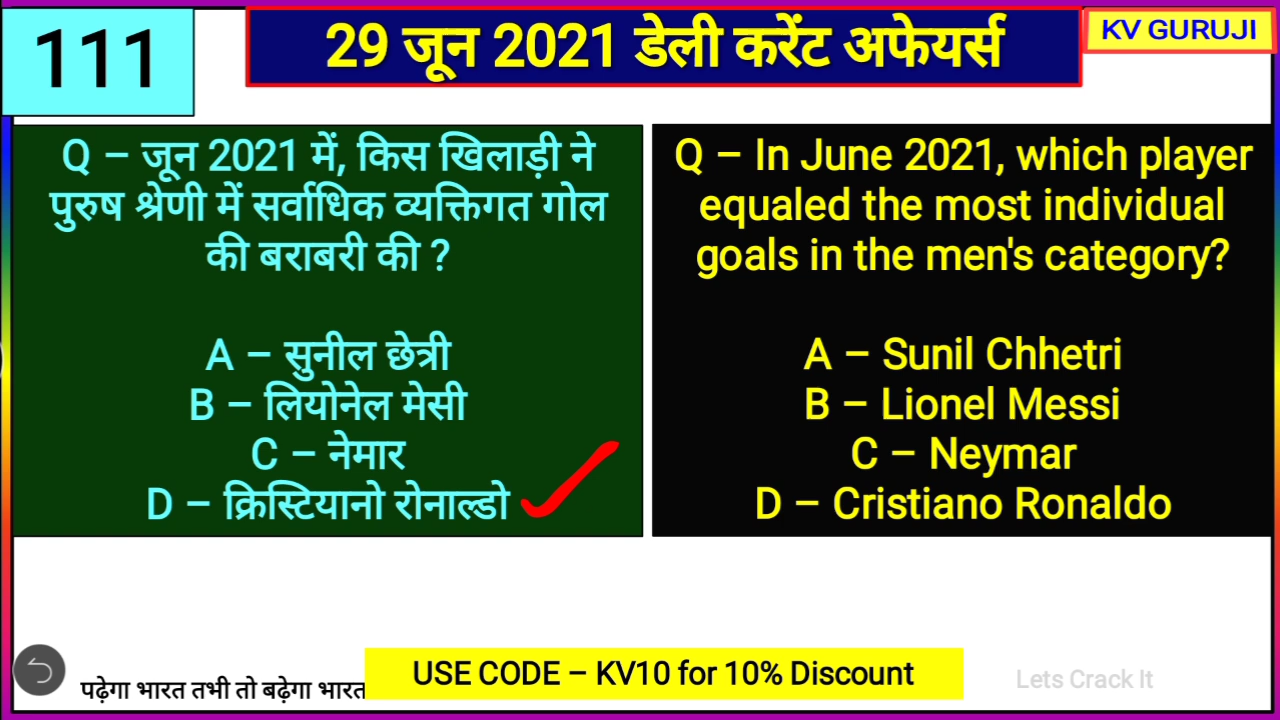 111
29 जून 2021 डेली करेंट अफेयर्स
KV GURUJI
Q – जून 2021 में, किस खिलाड़ी ने
पुरुष श्रेणी में सर्वाधिक व्यक्तिगत गोल
की बराबरी की ?
A – सुनील छेत्री
B – लियोनेल मेसी
C – नेमार
D – क्रिस्टियानो रोनाल्डो
Q – In June 2021, which player
equaled the most individual
goals in the men's category?
A – Sunil Chhetri
B – Lionel Messi
C – Neymar
D – Cristiano Ronaldo
पढ़ेगा भारत तभी तो बढ़ेगा भारत
USE CODE – KV10 for 10% Discount
Lets Crack It